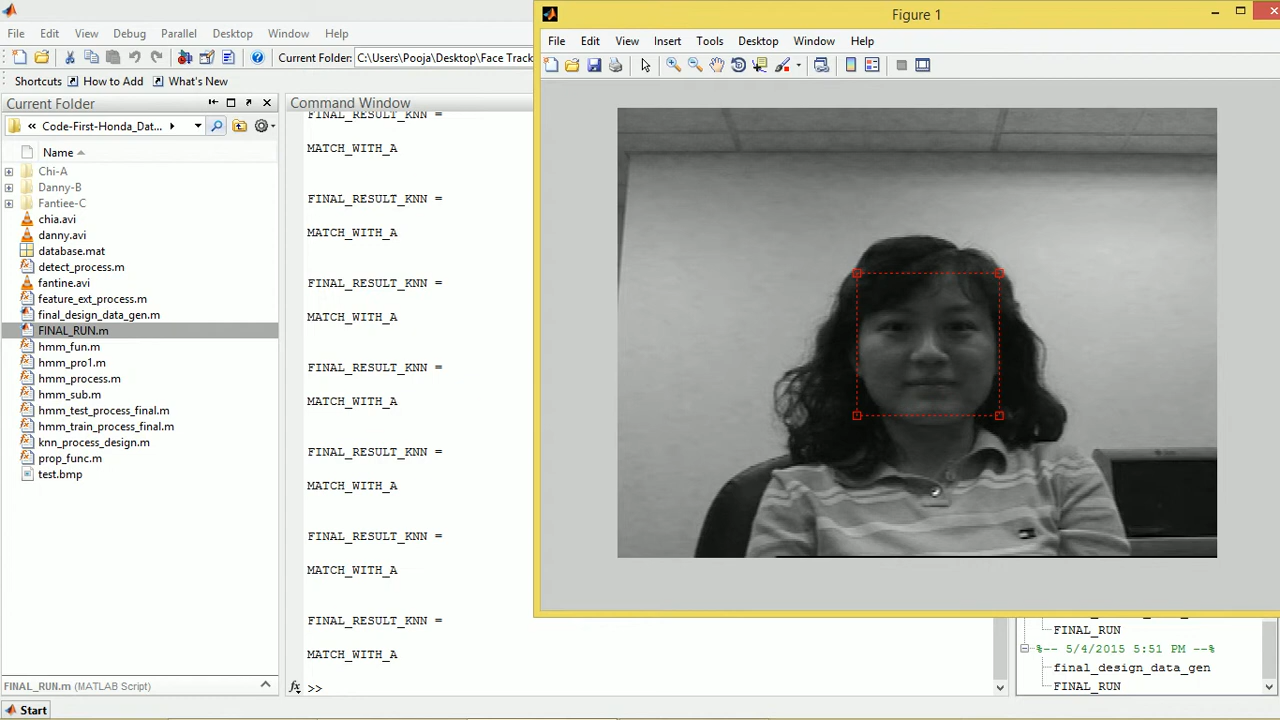 File Edit View Debug Parallel Desktop Window Help
Current Folder: C:\Users\Pooja\Desktop\Face Track
Shortcuts How to Add What's New
Current Folder
« Code-First-Honda_Dat...
Name
Chi-A
Danny-B
Fantiee-C
chia.avi
danny.avi
database.mat
detect_process.m
fantine.avi
feature_ext_process.m
final_design_data_gen.m
FINAL_RUN.m
hmm_fun.m
hmm_pro1.m
hmm_process.m
hmm_sub.m
hmm_test_process_final.m
hmm_train_process_final.m
knn_process_design.m
prop_func.m
test.bmp
FINAL_RUN.m (MATLAB Script)
Start
Command Window
FINAL_RESULT_KNN =
MATCH_WITH_A
FINAL_RESULT_KNN =
MATCH_WITH_A
FINAL_RESULT_KNN =
MATCH_WITH_A
FINAL_RESULT_KNN =
MATCH_WITH_A
FINAL_RESULT_KNN =
MATCH_WITH_A
FINAL_RESULT_KNN =
MATCH_WITH_A
FINAL_RESULT_KNN =
MATCH_WITH_A
fx >>
Figure 1
File Edit View Insert Tools Desktop Window Help
FINAL_RUN
%-- 5/4/2015 5:51 PM --%
final_design_data_gen
FINAL_RUN